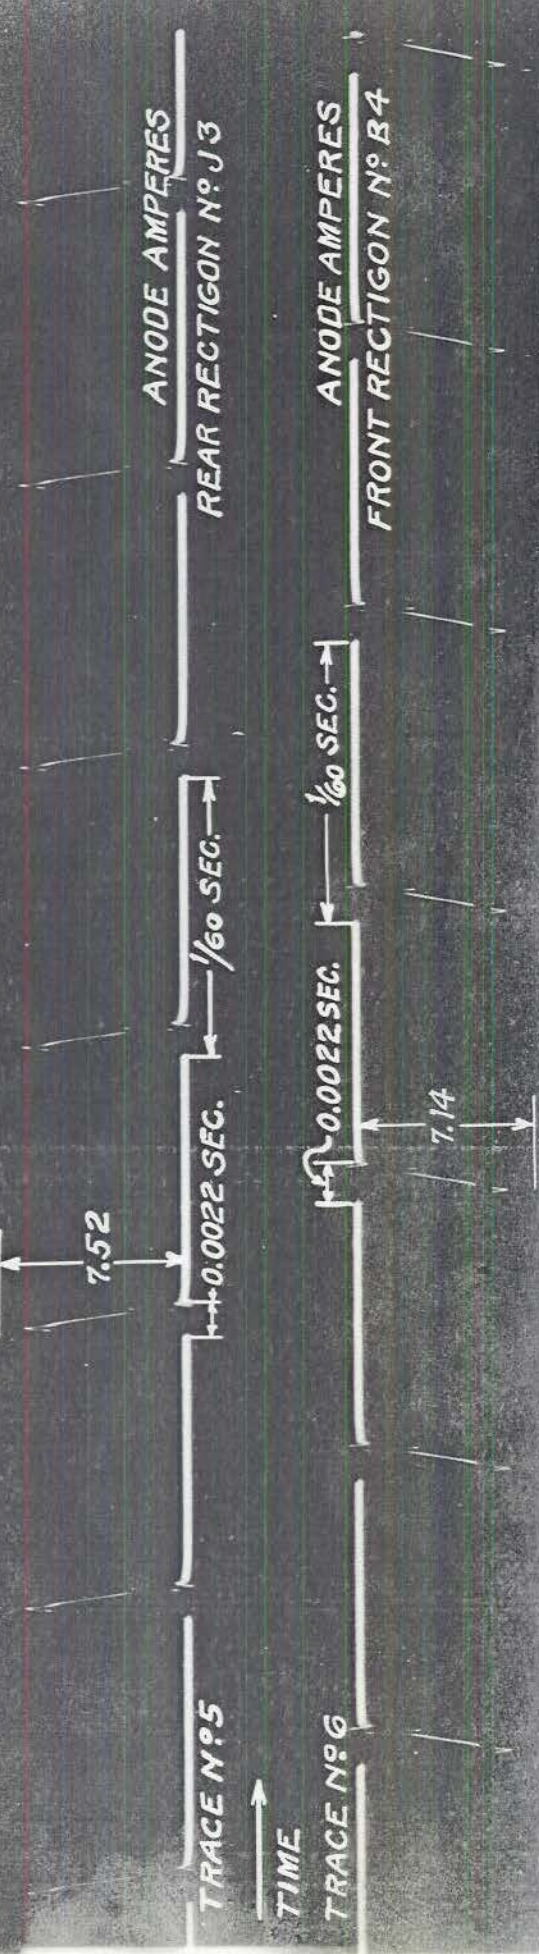 ANODE AMPERES
REAR RECTIGON Nº J3
7.52
0.0022 SEC.
1/60 SEC.
TRACE Nº 5
TIME
TRACE Nº 6
ANODE AMPERES
FRONT RECTIGON Nº B4
0.0022 SEC.
1/60 SEC.
7.14